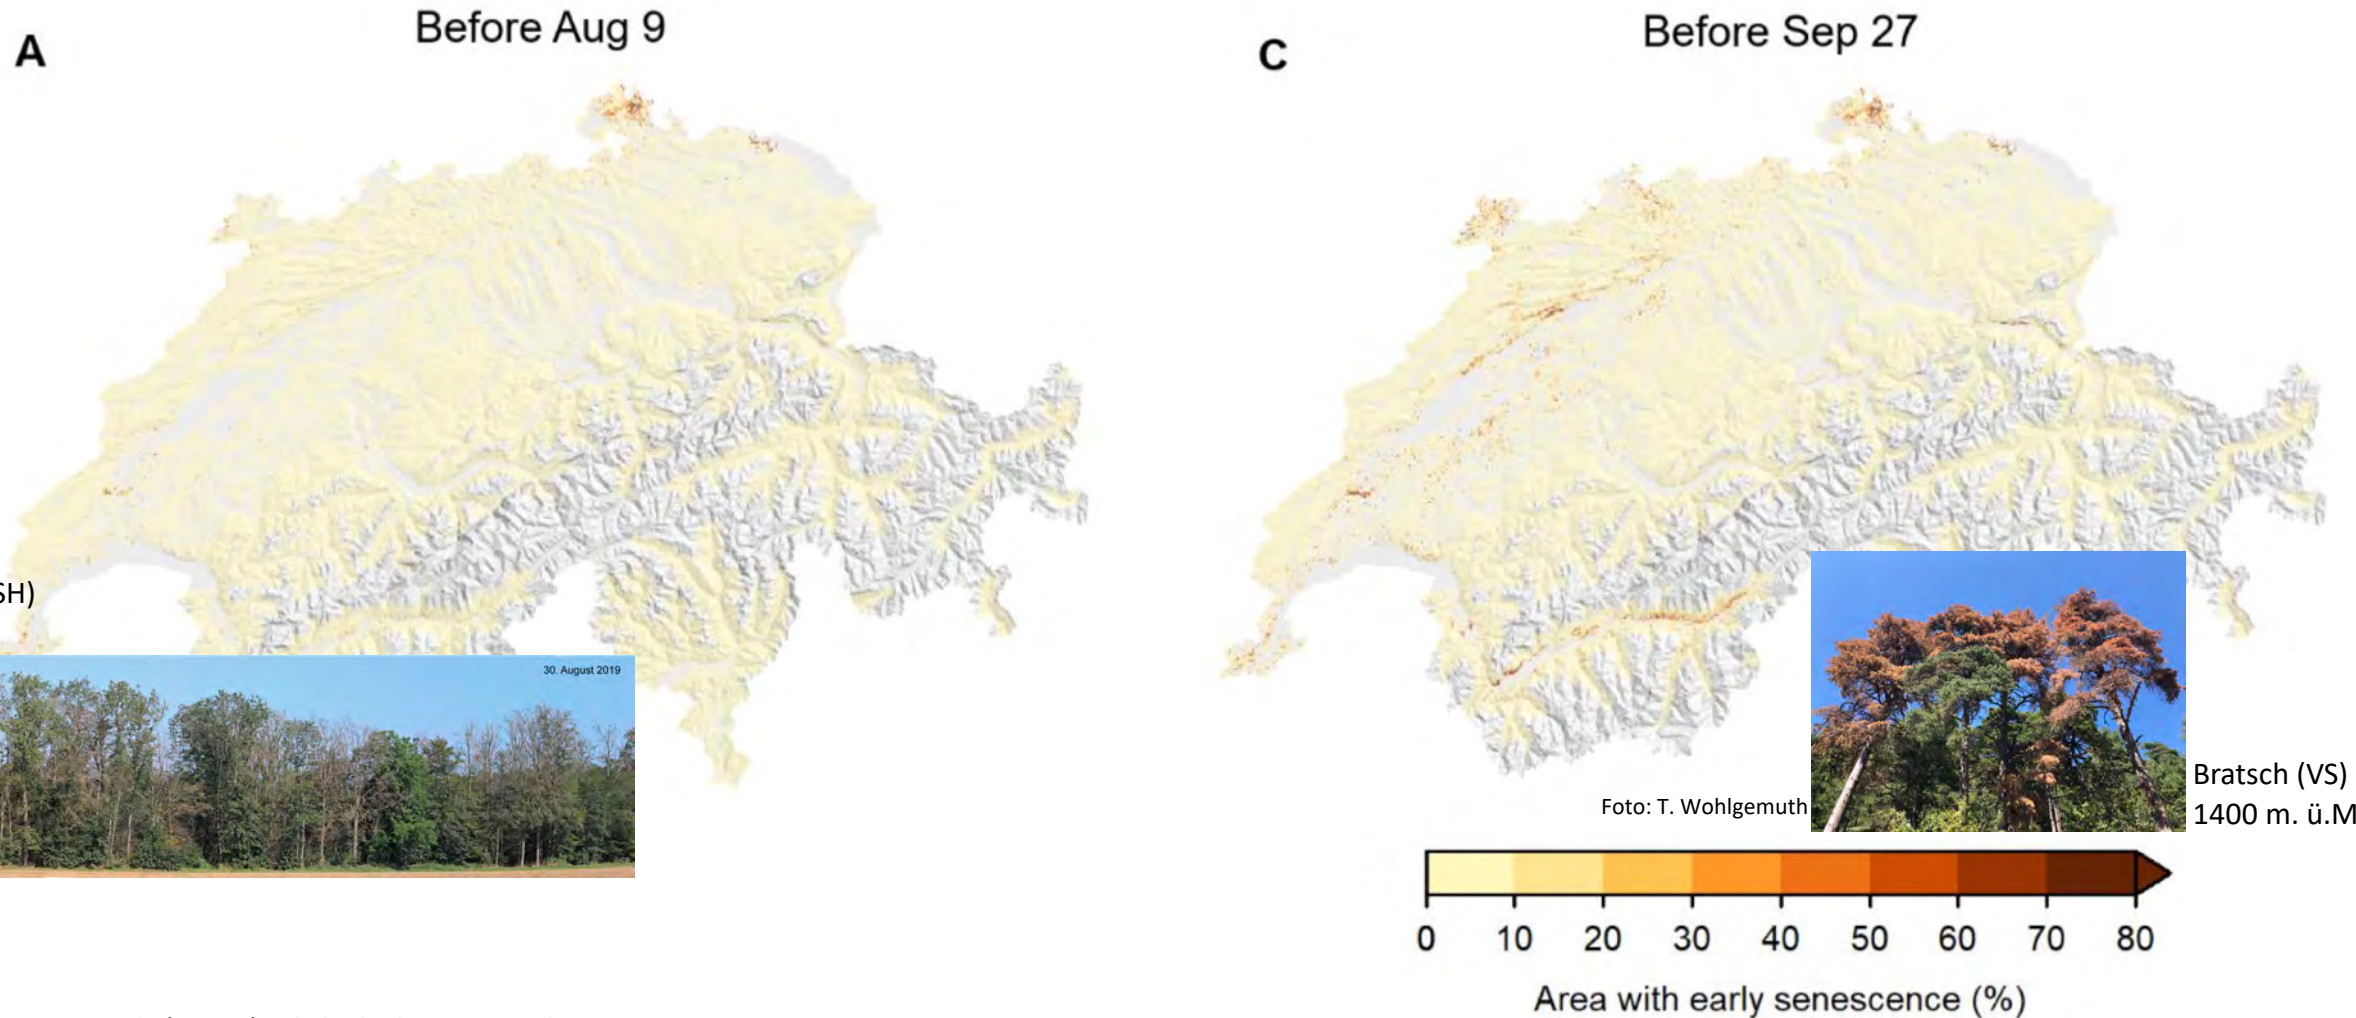 A
Before Aug 9
C
Before Sep 27
SH)
30. August 2019
Foto: T. Wohlgemuth
Bratsch (VS)
1400 m. ü.M
0 10 20 30 40 50 60 70 80
Area with early senescence (%)